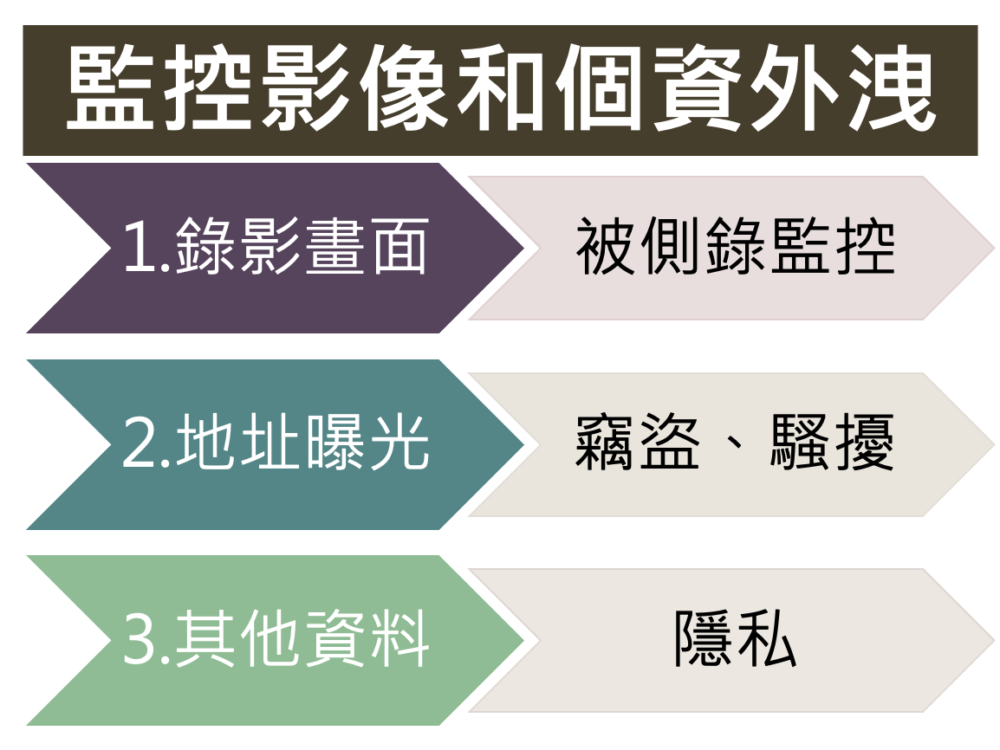 監控影像和個資外洩
1.錄影畫面
被側錄監控
2.地址曝光
竊盜、騷擾
3.其他資料
隱私